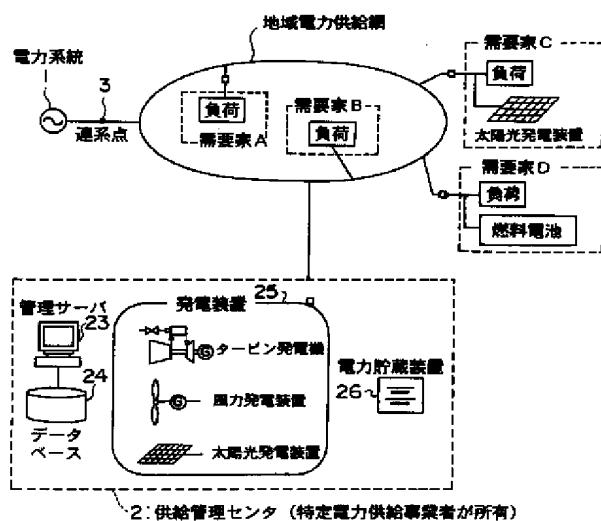 地域電力供給網
電力系統
3
連系点
負荷
需要家A
需要家B
負荷
需要家C
負荷
太陽光発電装置
需要家D
負荷
燃料電池
管理サーバ
23
24
データ
ベース
発電装置
25
G タービン発電機
G 風力発電装置
太陽光発電装置
電力貯蔵装置
26
2:供給管理センタ（特定電力供給事業者が所有）